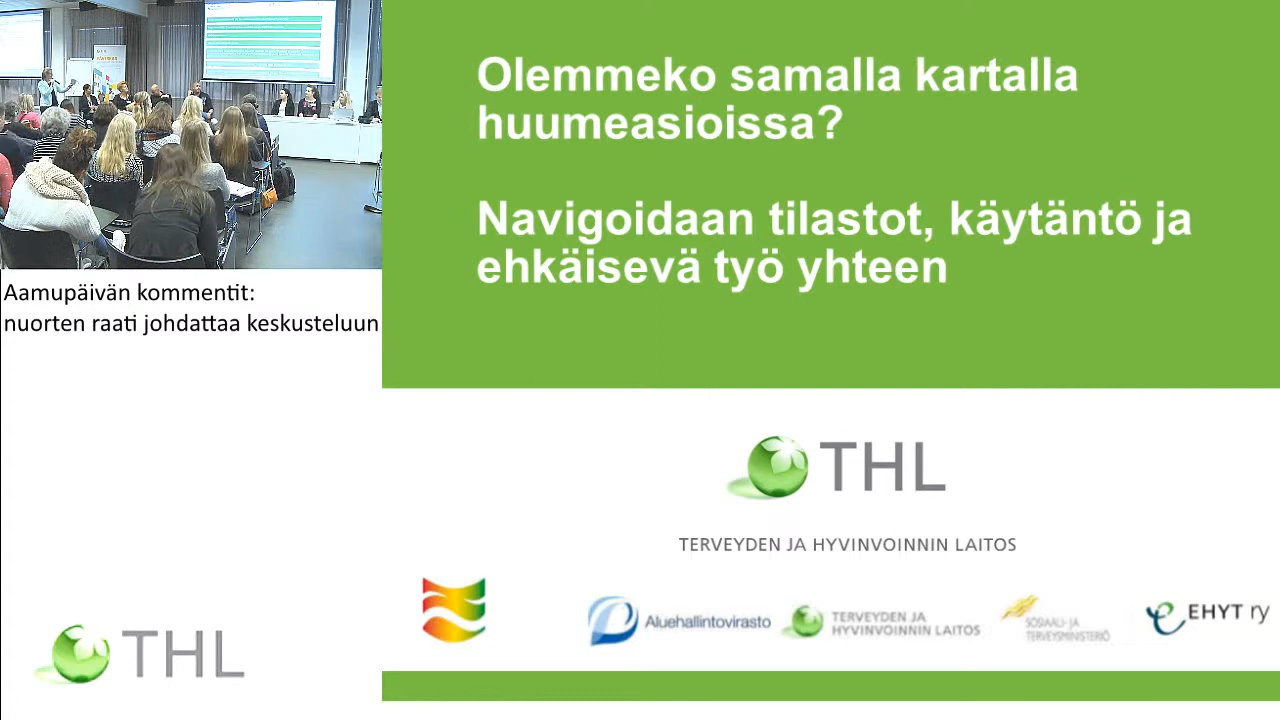 Olemmeko samalla kartalla
huumeasioissa?
Navigoidaan tilastot, käytäntö ja
ehkäisevä työ yhteen
Aamupäivän kommentit:
nuorten raati johdattaa keskusteluun
THL
TERVEYDEN JA HYVINVOINNIN LAITOS
Aluehallintovirasto
TERVEYDEN JA
HYVINVOINNIN LAITOS
SOSIAALI- JA
TERVEYSMINISTERIÖ
EHYT ry
THL